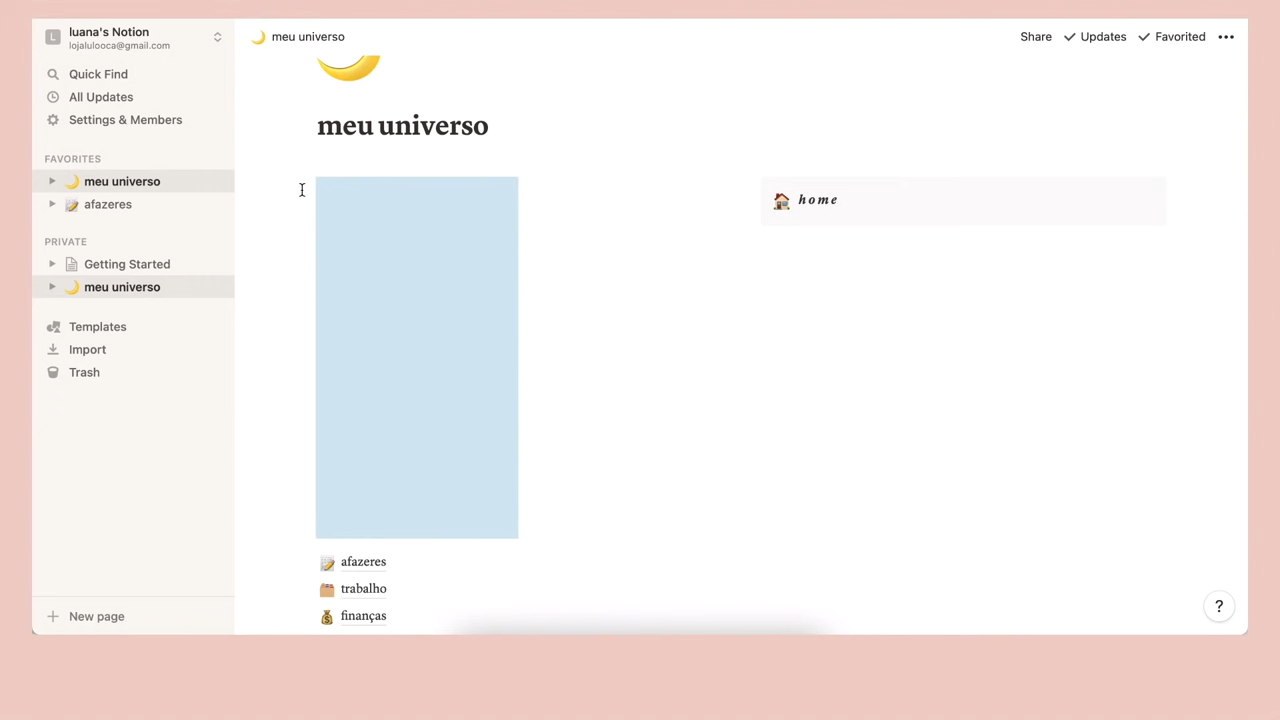 L
luana's Notion
lojalulooca@gmail.com
Quick Find
All Updates
Settings & Members
FAVORITES
meu universo
afazeres
PRIVATE
Getting Started
meu universo
Templates
Import
Trash
New page
meu universo
Share
Updates
Favorited
meu universo
home
afazeres
trabalho
finanças
?